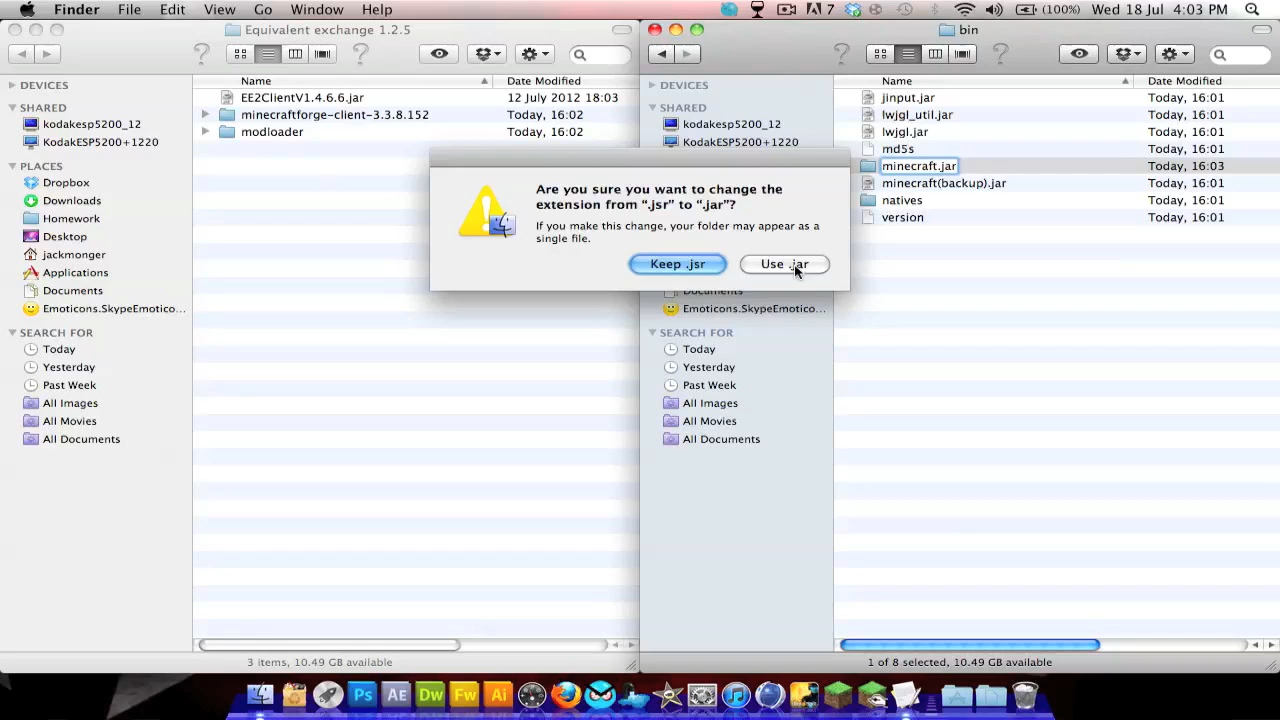 Finder File Edit View Go Window Help 7 (100%) Wed 18 Jul 4:03 PM
Equivalent exchange 1.2.5
DEVICES
SHARED
kodakesp5200_12
KodakESP5200+1220
PLACES
Dropbox
Downloads
Homework
Desktop
jackmonger
Applications
Documents
Emoticons.SkypeEmotico...
SEARCH FOR
Today
Yesterday
Past Week
All Images
All Movies
All Documents
Name Date Modified
EE2ClientV1.4.6.6.jar 12 July 2012 18:03
minecraftforge-client-3.3.8.152 Today, 16:02
modloader Today, 16:02
3 items, 10.49 GB available
Are you sure you want to change the
extension from “.jsr” to “.jar”?
If you make this change, your folder may appear as a
single file.
Keep .jsr Use .jar
bin
DEVICES
SHARED
kodakesp5200_12
KodakESP5200+1220
Documents
Emoticons.SkypeEmotico...
SEARCH FOR
Today
Yesterday
Past Week
All Images
All Movies
All Documents
Name Date Modified
jinput.jar Today, 16:01
lwjgl_util.jar Today, 16:01
lwjgl.jar Today, 16:01
md5s Today, 16:01
minecraft.jar Today, 16:03
minecraft(backup).jar Today, 16:01
natives Today, 16:01
version Today, 16:01
1 of 8 selected, 10.49 GB available
Ps AE Dw Fw Ai